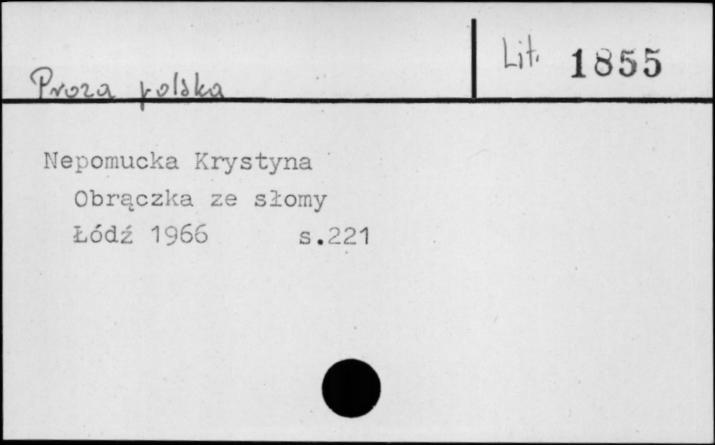 Proza polska
Lit. 1855
Nepomucka Krystyna
Obrączka ze słomy
Łódź 1966 s.221